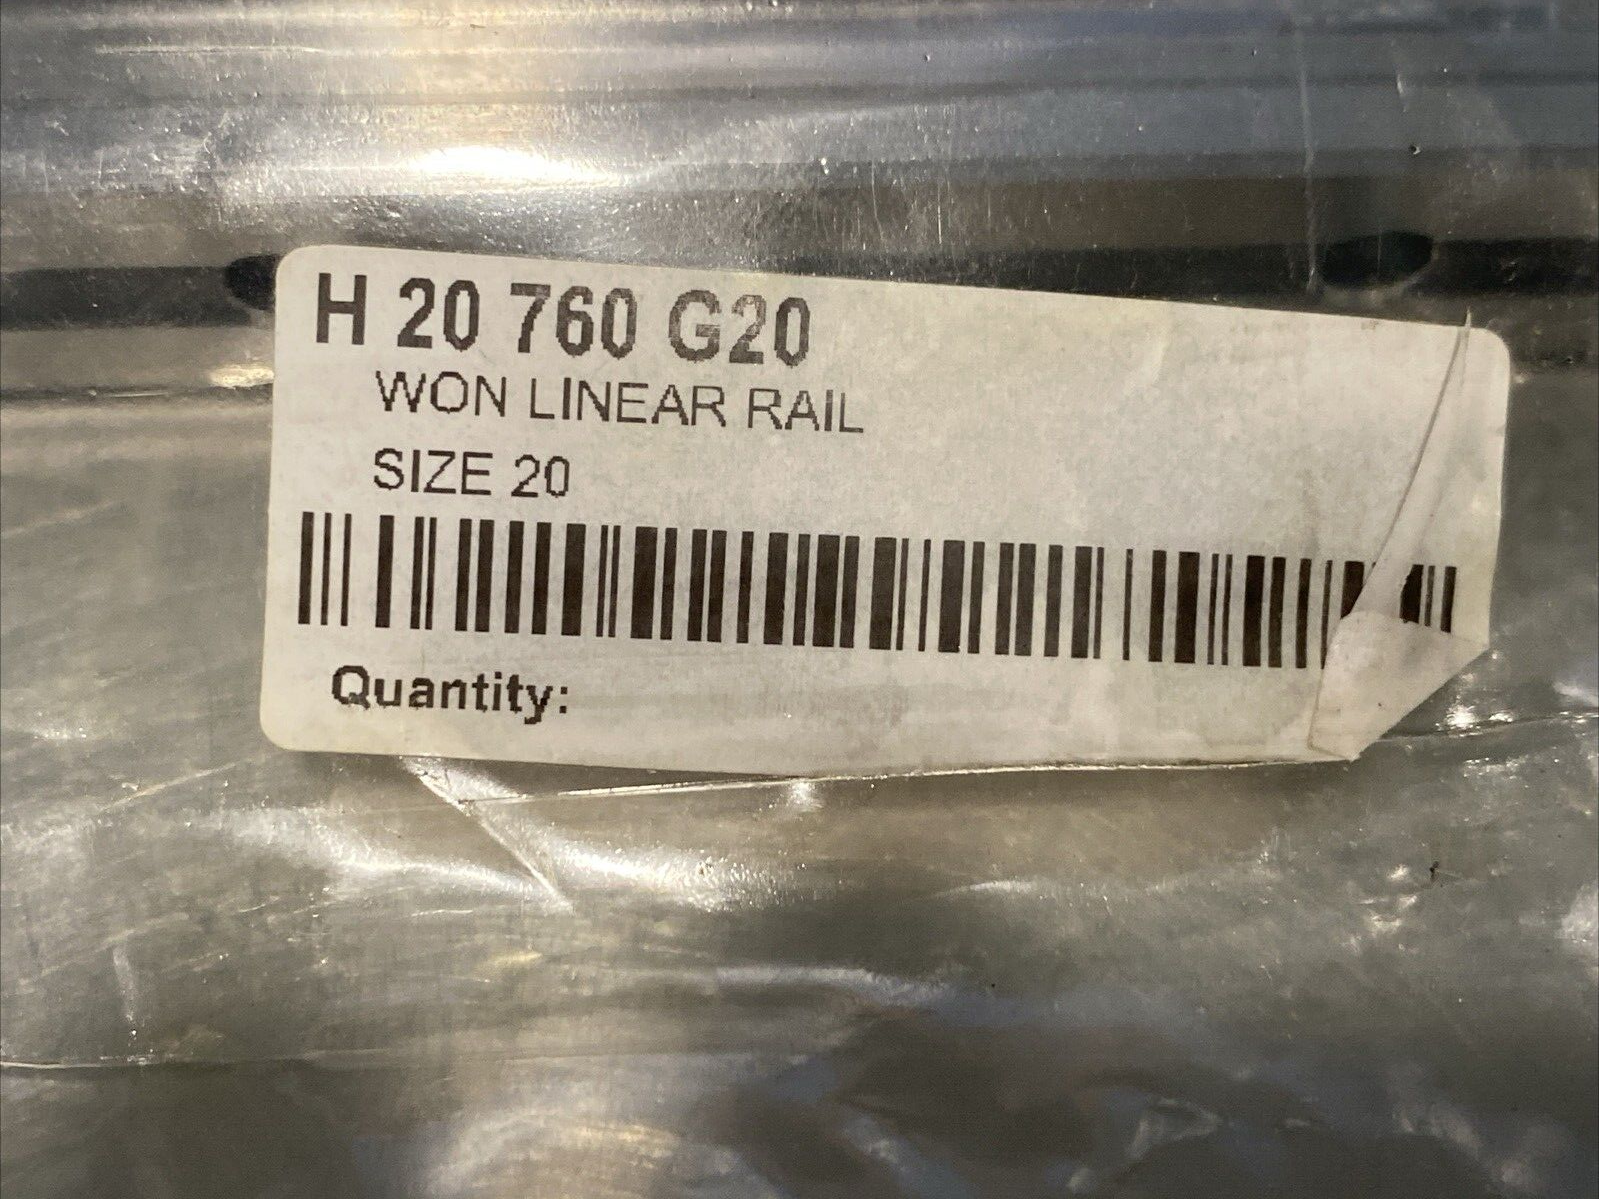 H 20 760 G20
WON LINEAR RAIL
SIZE 20
Quantity: